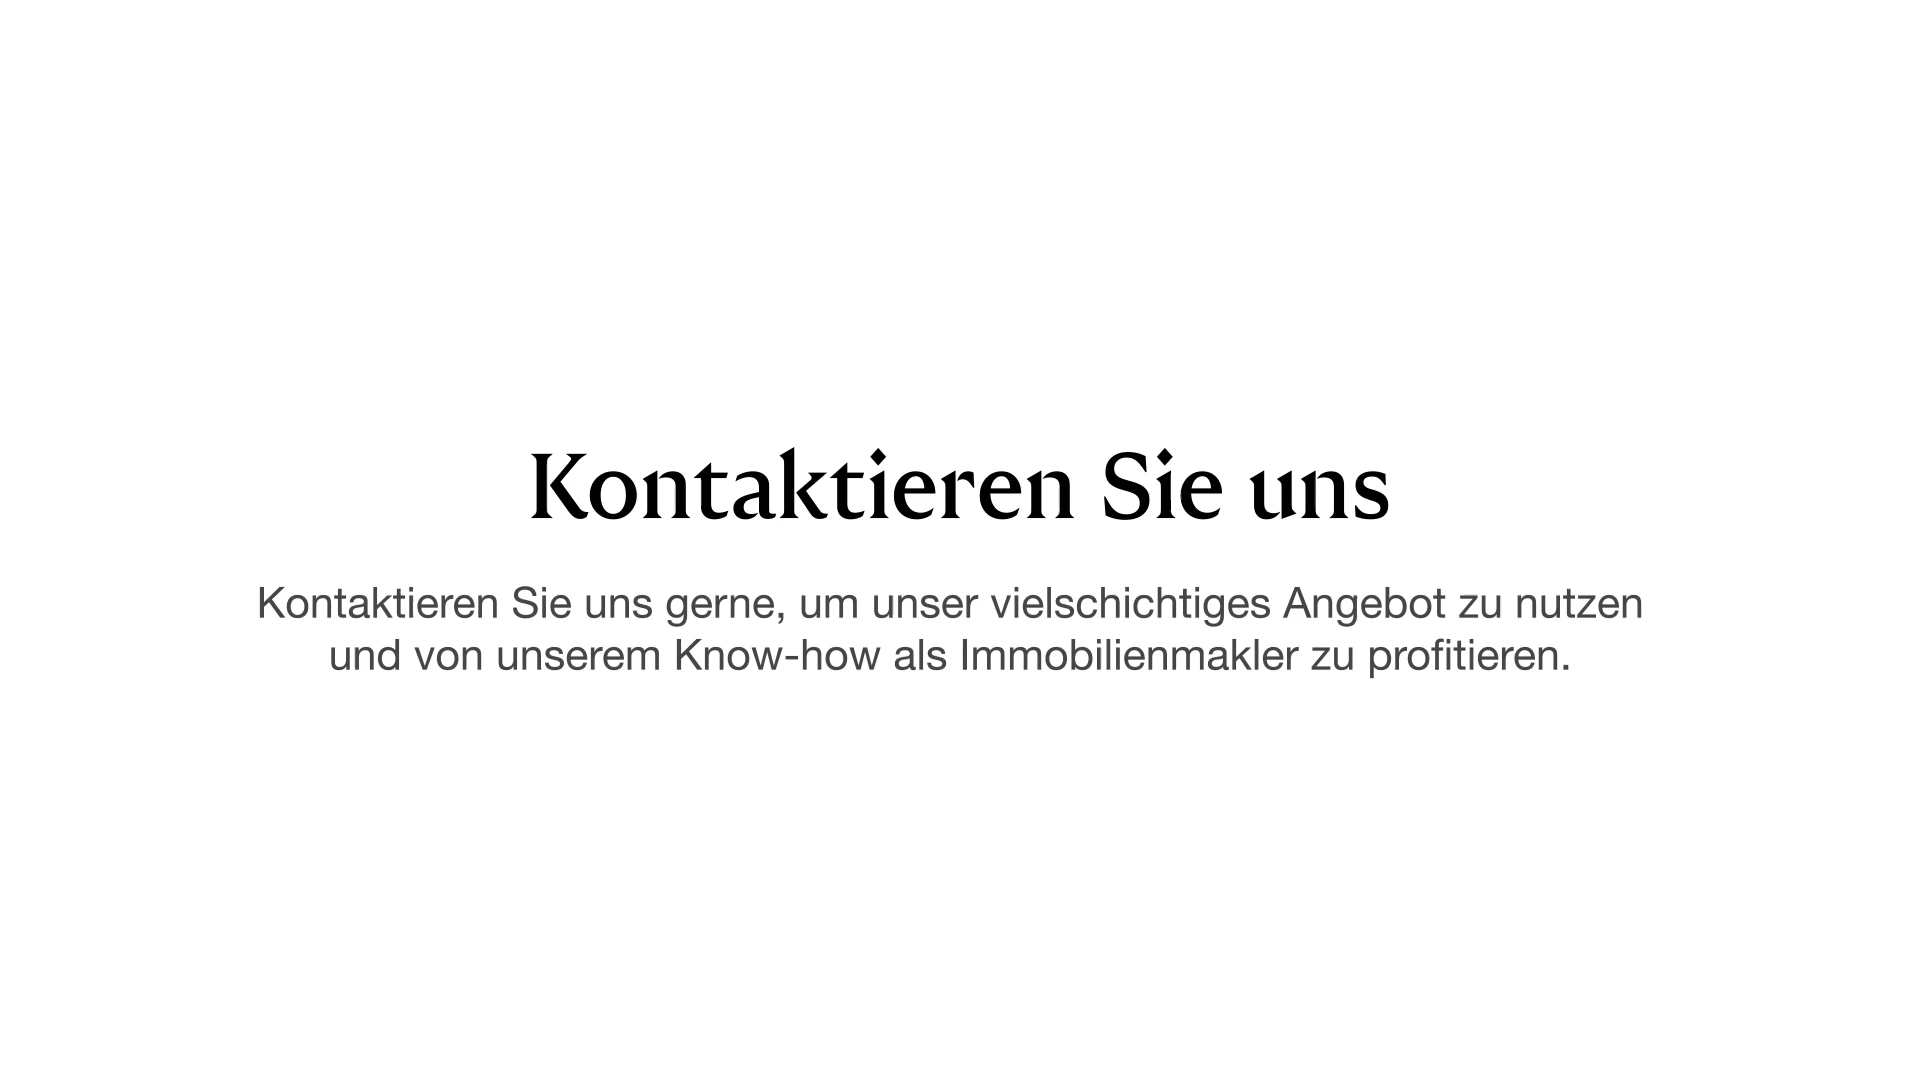 Kontaktieren Sie uns
Kontaktieren Sie uns gerne, um unser vielschichtiges Angebot zu nutzen
und von unserem Know-how als Immobilienmakler zu profitieren.